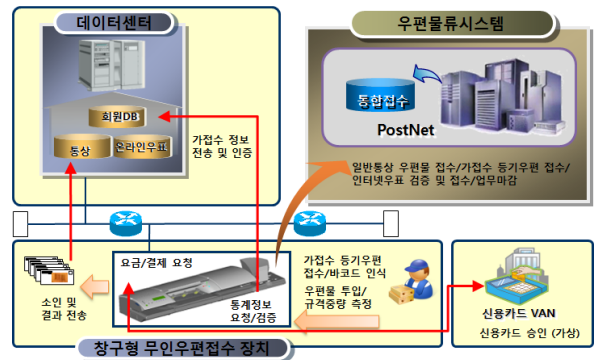 데이터센터
우편물류시스템
회원DB
통상
온라인우표
가접수 정보
전송 및 인증
통합접수
PostNet
일반통상 우편물 접수/가접수 등기우편 접수/
인터넷우표 검증 및 접수/업무마감
요금/결제 요청
통계정보
요청/검증
소인 및
결과 전송
가접수 등기우편
접수/바코드 인식
우편물 투입/
규격중량 측정
신용카드 VAN
신용카드 승인 (가상)
창구형 무인우편접수 장치